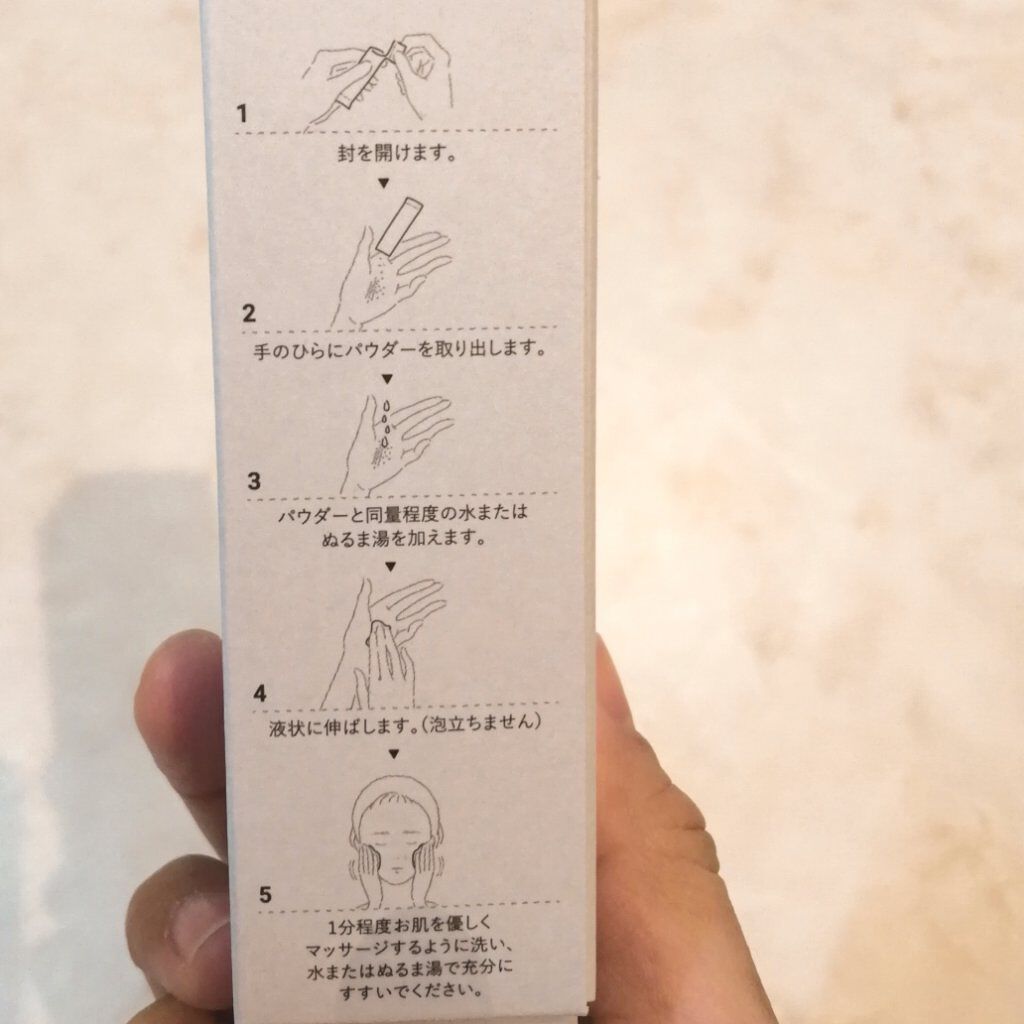 1
封を開けます。
▼
2
手のひらにパウダーを取り出します。
▼
3
パウダーと同量程度の水または
ぬるま湯を加えます。
▼
4
液状に伸ばします。(泡立ちません)
▼
5
1分程度お肌を優しく
マッサージするように洗い、
水またはぬるま湯で充分に
すすいでください。